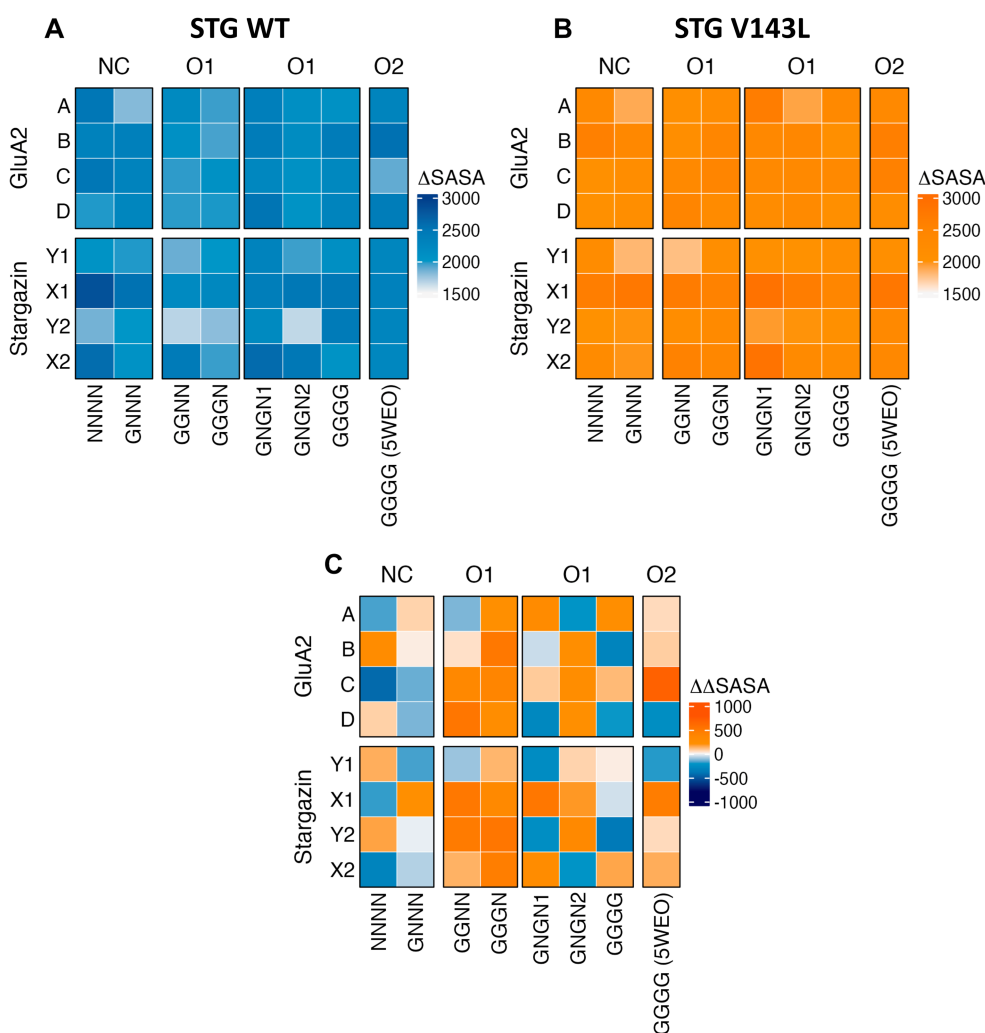 A STG WT
NC O1 O1 O2
GluA2
A
B
C
D
Stargazin
Y1
X1
Y2
X2
NNNN GNNN GGNN GGGN GNGN1 GNGN2 GGGG GGGG (5WEO)
ΔSASA
3000
2500
2000
1500
B STG V143L
NC O1 O1 O2
GluA2
A
B
C
D
Stargazin
Y1
X1
Y2
X2
NNNN GNNN GGNN GGGN GNGN1 GNGN2 GGGG GGGG (5WEO)
ΔSASA
3000
2500
2000
1500
C
NC O1 O1 O2
GluA2
A
B
C
D
Stargazin
Y1
X1
Y2
X2
NNNN GNNN GGNN GGGN GNGN1 GNGN2 GGGG GGGG (5WEO)
ΔΔSASA
1000
500
0
-500
-1000